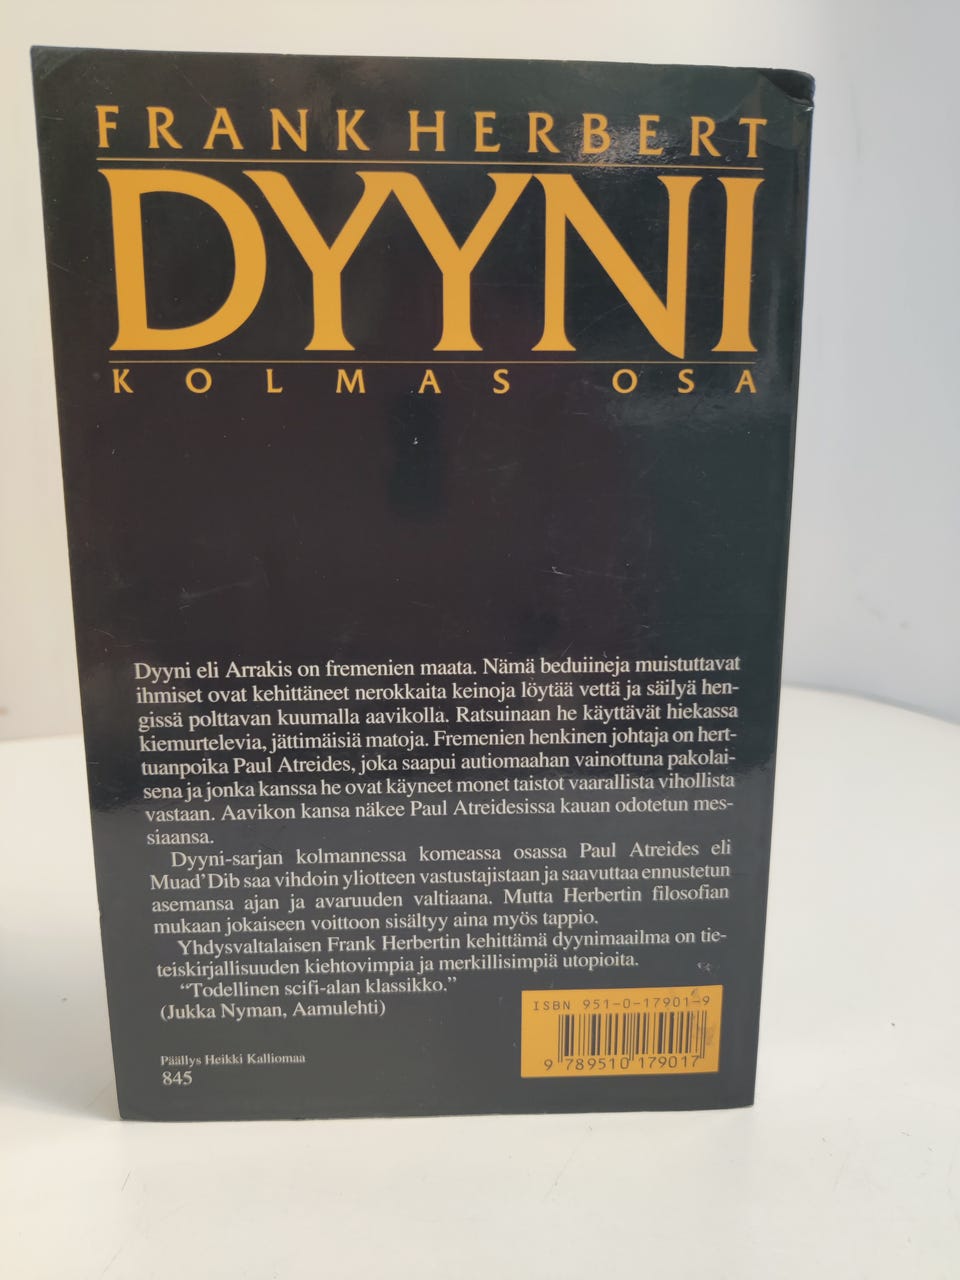 FRANK HERBERT
DYYNI
KOLMAS OSA
Dyyni eli Arrakis on fremenien maata. Nämä beduiineja muistuttavat
ihmiset ovat kehittäneet nerokkaita keinoja löytää vettä ja säilyä hen-
gissä polttavan kuumalla aavikolla. Ratsuinaan he käyttävät hiekassa
kiemurtelevia, jättimäisiä matoja. Fremenien henkinen johtaja on hert-
tuanpoika Paul Atreides, joka saapui autiomaahan vainottuna pakolai-
sena ja jonka kanssa he ovat käyneet monet taistot vaarallista vihollista
vastaan. Aavikon kansa näkee Paul Atreidesissa kauan odotetun mes-
siaansa.
Dyyni-sarjan kolmannessa komeassa osassa Paul Atreides eli
Muad'Dib saa vihdoin yliotteen vastustajistaan ja saavuttaa ennustetun
asemansa ajan ja avaruuden valtiaana. Mutta Herbertin filosofian
mukaan jokaiseen voittoon sisältyy aina myös tappio.
Yhdysvaltalaisen Frank Herbertin kehittämä dyynimaailma on tie-
teiskirjallisuuden kiehtovimpia ja merkillisimpiä utopioita.
"Todellinen scifi-alan klassikko."
(Jukka Nyman, Aamulehti)
ISBN 951-0-17901-9
9 789510 179017
Päällys Heikki Kalliomaa
845